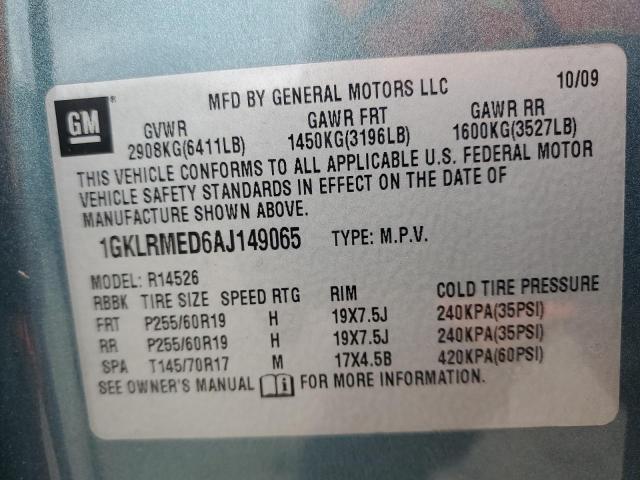 GM ®
MFD BY GENERAL MOTORS LLC 10/09
GVWR GAWR FRT GAWR RR
2908KG(6411LB) 1450KG(3196LB) 1600KG(3527LB)
THIS VEHICLE CONFORMS TO ALL APPLICABLE U.S. FEDERAL MOTOR
VEHICLE SAFETY STANDARDS IN EFFECT ON THE DATE OF
MANUFACTURE SHOWN ABOVE.
1GKLRMED6AJ149065 TYPE: M.P.V.
MODEL: R14526
RBBK TIRE SIZE SPEED RTG RIM COLD TIRE PRESSURE
FRT P255/60R19 H 19X7.5J 240KPA(35PSI)
RR P255/60R19 H 19X7.5J 240KPA(35PSI)
SPA T145/70R17 M 17X4.5B 420KPA(60PSI)
SEE OWNER'S MANUAL i FOR MORE INFORMATION.